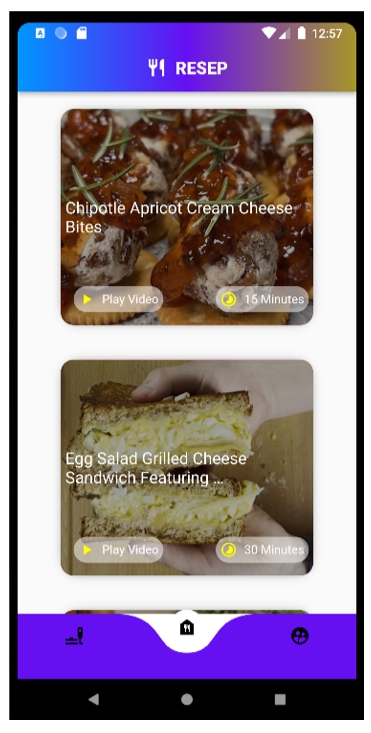 12:57
RESEP
Chipotle Apricot Cream Cheese
Bites
Play Video
15 Minutes
Egg Salad Grilled Cheese
Sandwich Featuring ...
Play Video
30 Minutes